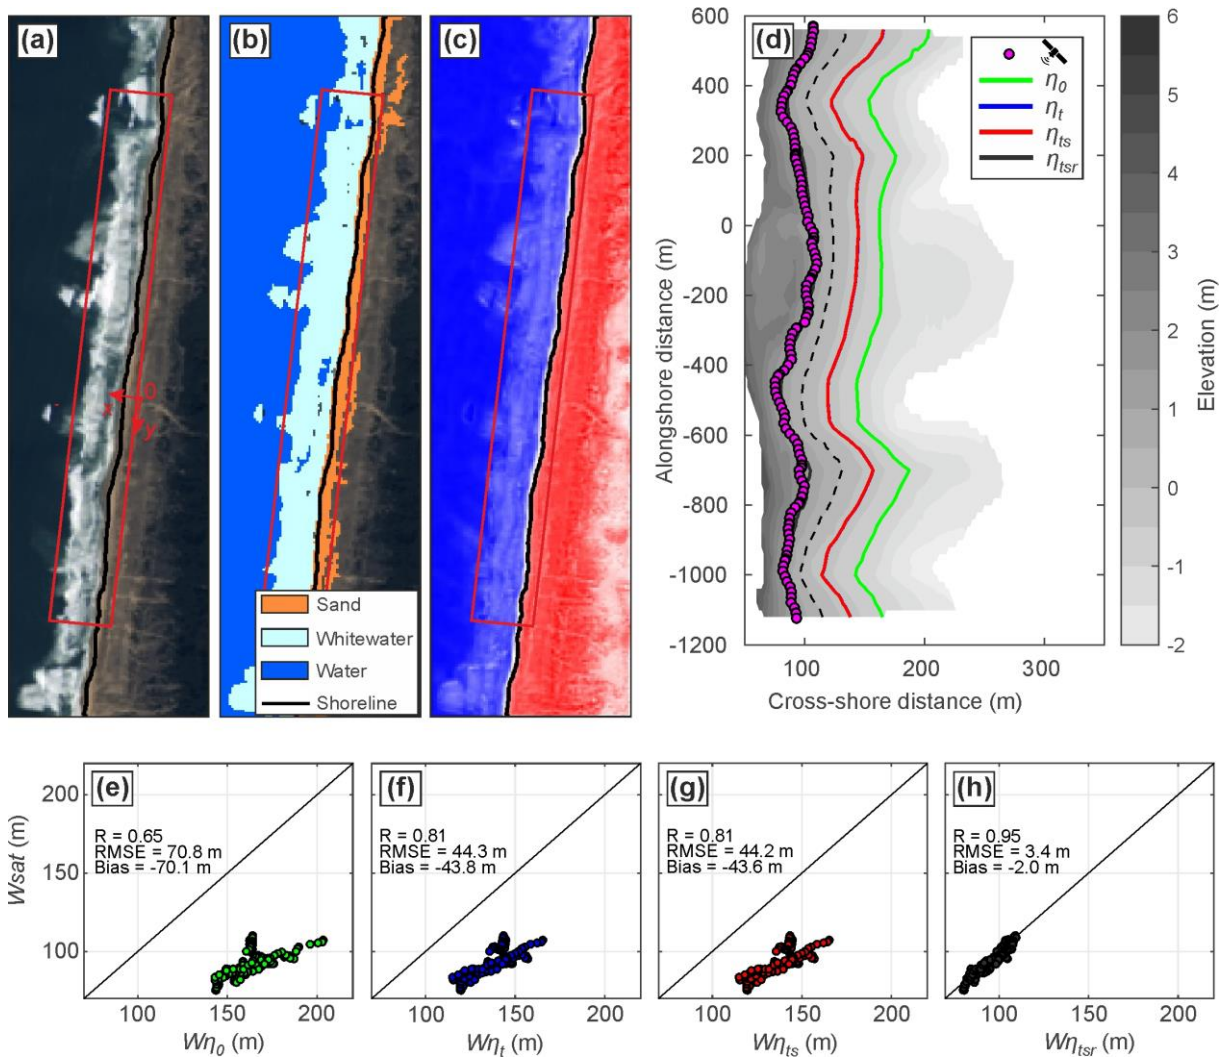 (a)
(b)
(c)
(d)
0
x
y
Sand
Whitewater
Water
Shoreline
η0
ηt
ηts
ηtsr
600
400
200
0
-200
-400
-600
-800
-1000
-1200
Alongshore distance (m)
100
200
300
Cross-shore distance (m)
6
5
4
3
2
1
0
-1
-2
Elevation (m)
(e)
R = 0.65
RMSE = 70.8 m
Bias = -70.1 m
200
150
100
Wsat (m)
100
150
200
Wη0 (m)
(f)
R = 0.81
RMSE = 44.3 m
Bias = -43.8 m
100
150
200
Wηt (m)
(g)
R = 0.81
RMSE = 44.2 m
Bias = -43.6 m
100
150
200
Wηts (m)
(h)
R = 0.95
RMSE = 3.4 m
Bias = -2.0 m
100
150
200
Wηtsr (m)